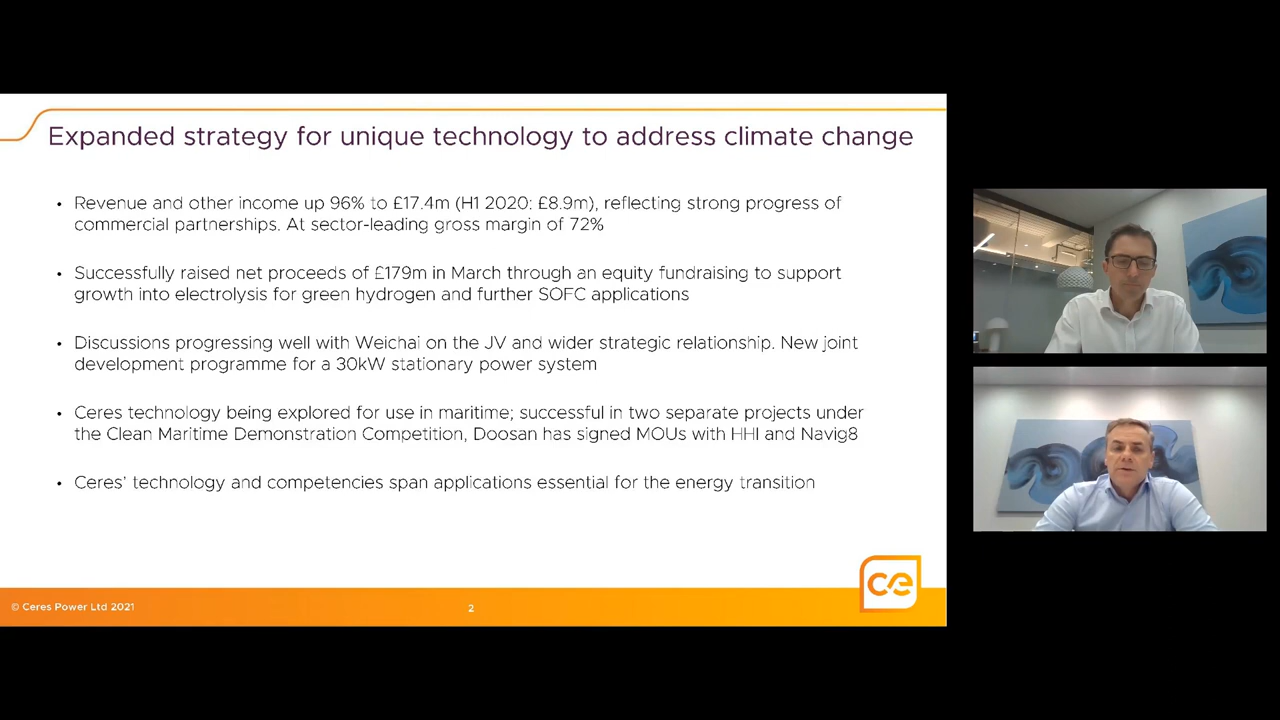 Expanded strategy for unique technology to address climate change
• Revenue and other income up 96% to £17.4m (H1 2020: £8.9m), reflecting strong progress of
commercial partnerships. At sector-leading gross margin of 72%
• Successfully raised net proceeds of £179m in March through an equity fundraising to support
growth into electrolysis for green hydrogen and further SOFC applications
• Discussions progressing well with Weichai on the JV and wider strategic relationship. New joint
development programme for a 30kW stationary power system
• Ceres technology being explored for use in maritime; successful in two separate projects under
the Clean Maritime Demonstration Competition, Doosan has signed MOUs with HHI and Navig8
• Ceres’ technology and competencies span applications essential for the energy transition
ce
© Ceres Power Ltd 2021
2